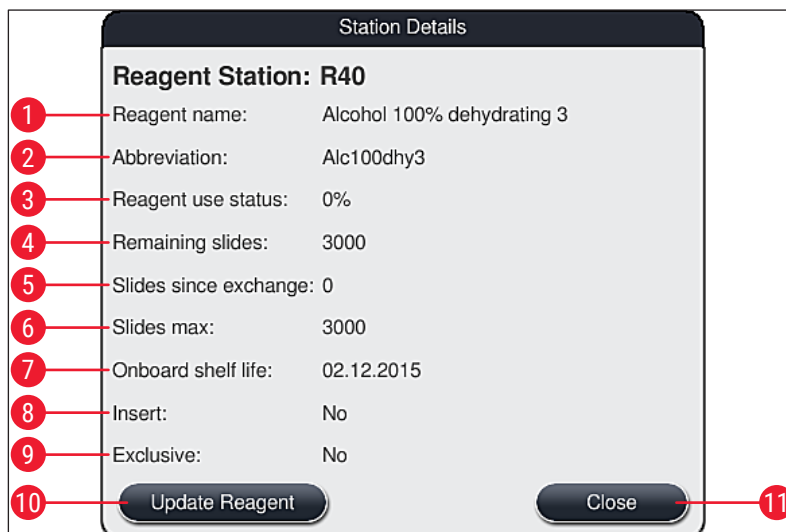 Station Details
Reagent Station: R40
1 Reagent name: Alcohol 100% dehydrating 3
2 Abbreviation: Alc100dhy3
3 Reagent use status: 0%
4 Remaining slides: 3000
5 Slides since exchange: 0
6 Slides max: 3000
7 Onboard shelf life: 02.12.2015
8 Insert: No
9 Exclusive: No
10 Update Reagent Close 11